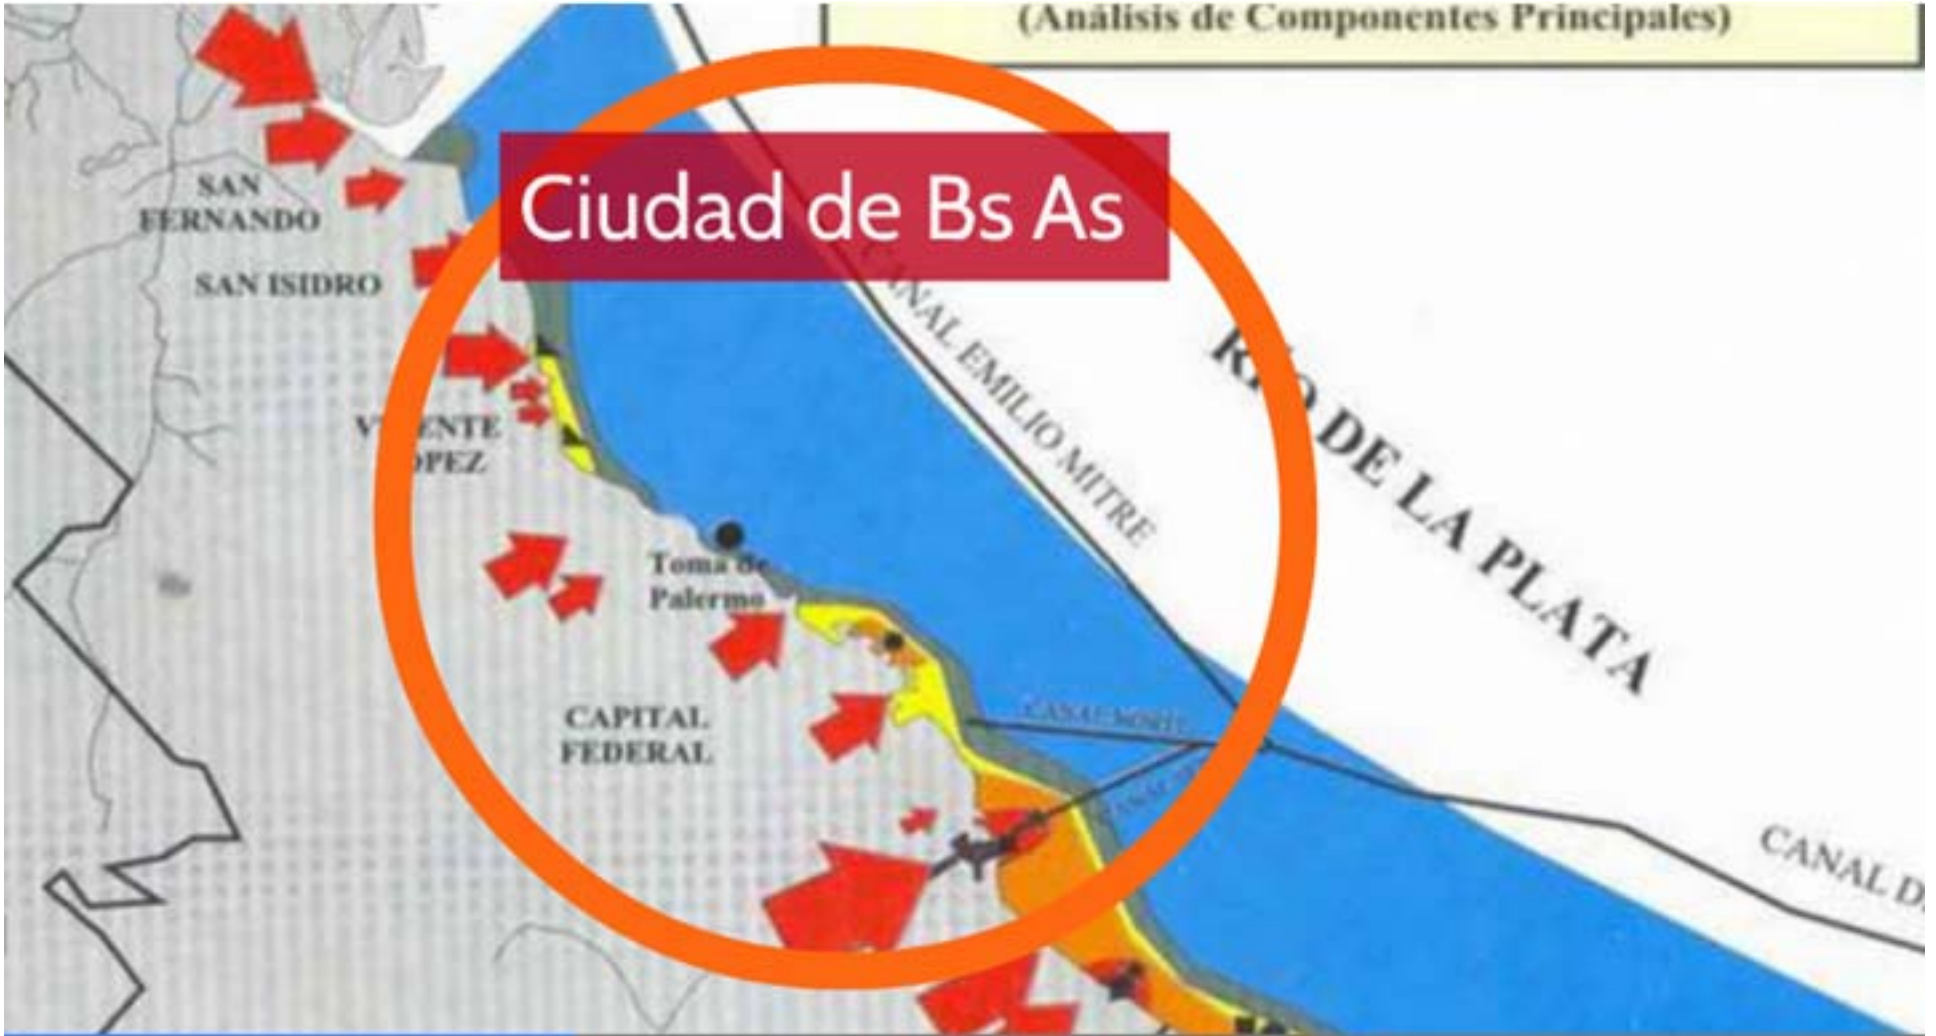 (Análisis de Componentes Principales)
Ciudad de Bs As
SAN
FERNANDO
SAN ISIDRO
CANAL EMILIO MITRE
RÍO DE LA PLATA
Toma de
Palermo
CAPITAL
FEDERAL
CANAL
CANAL